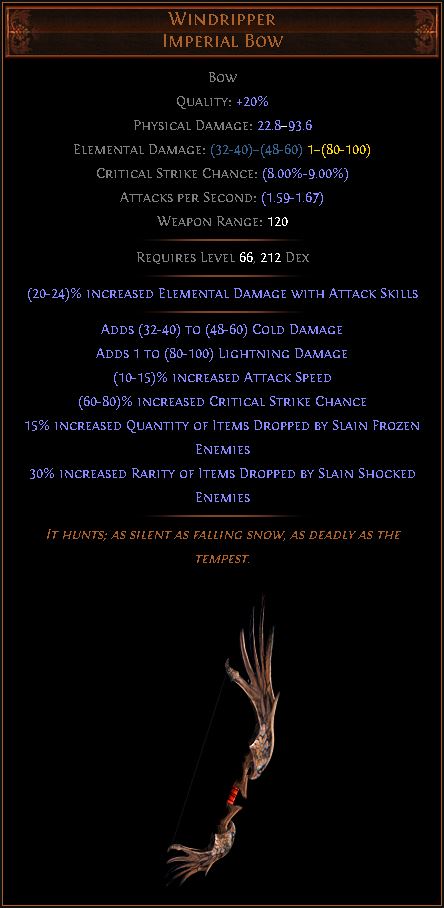 Windripper
Imperial Bow
Bow
Quality: +20%
Physical Damage: 22.8–93.6
Elemental Damage: (32-40)–(48-60) 1–(80-100)
Critical Strike Chance: (8.00%-9.00%)
Attacks per Second: (1.59-1.67)
Weapon Range: 120
Requires Level 66, 212 Dex
(20-24)% increased Elemental Damage with Attack Skills
Adds (32-40) to (48-60) Cold Damage
Adds 1 to (80-100) Lightning Damage
(10-15)% increased Attack Speed
(60-80)% increased Critical Strike Chance
15% increased Quantity of Items Dropped by Slain Frozen
Enemies
30% increased Rarity of Items Dropped by Slain Shocked
Enemies
It hunts; as silent as falling snow, as deadly as the
tempest.